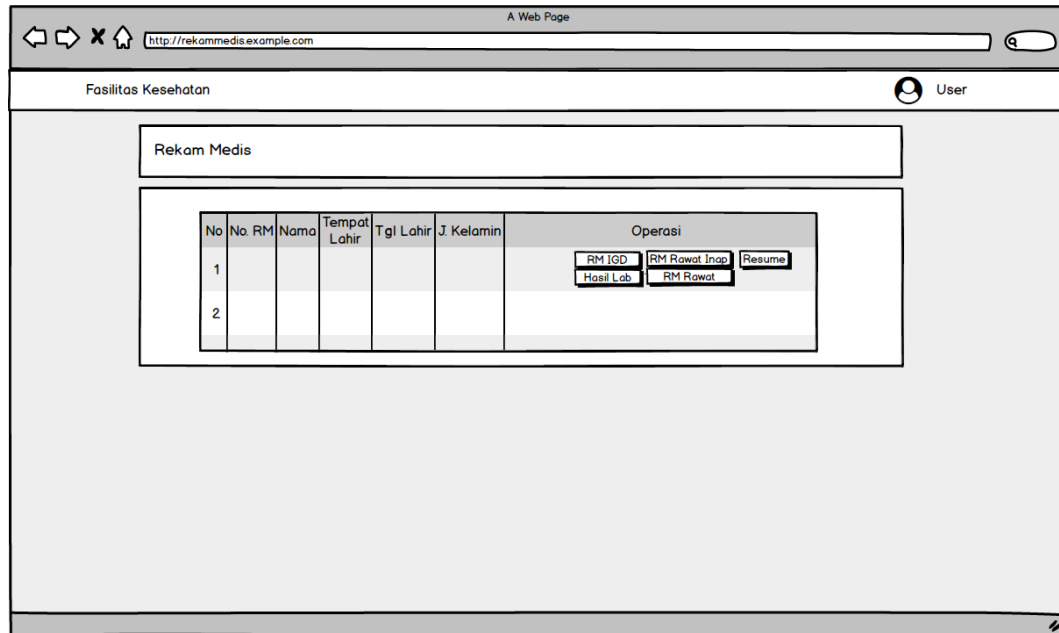 A Web Page
http://rekammedis.example.com
Fasilitas Kesehatan
User
Rekam Medis
No No. RM Nama Tempat Lahir Tgl Lahir J. Kelamin Operasi
1 RM IGD RM Rawat Inap Resume
Hasil Lab RM Rawat
2